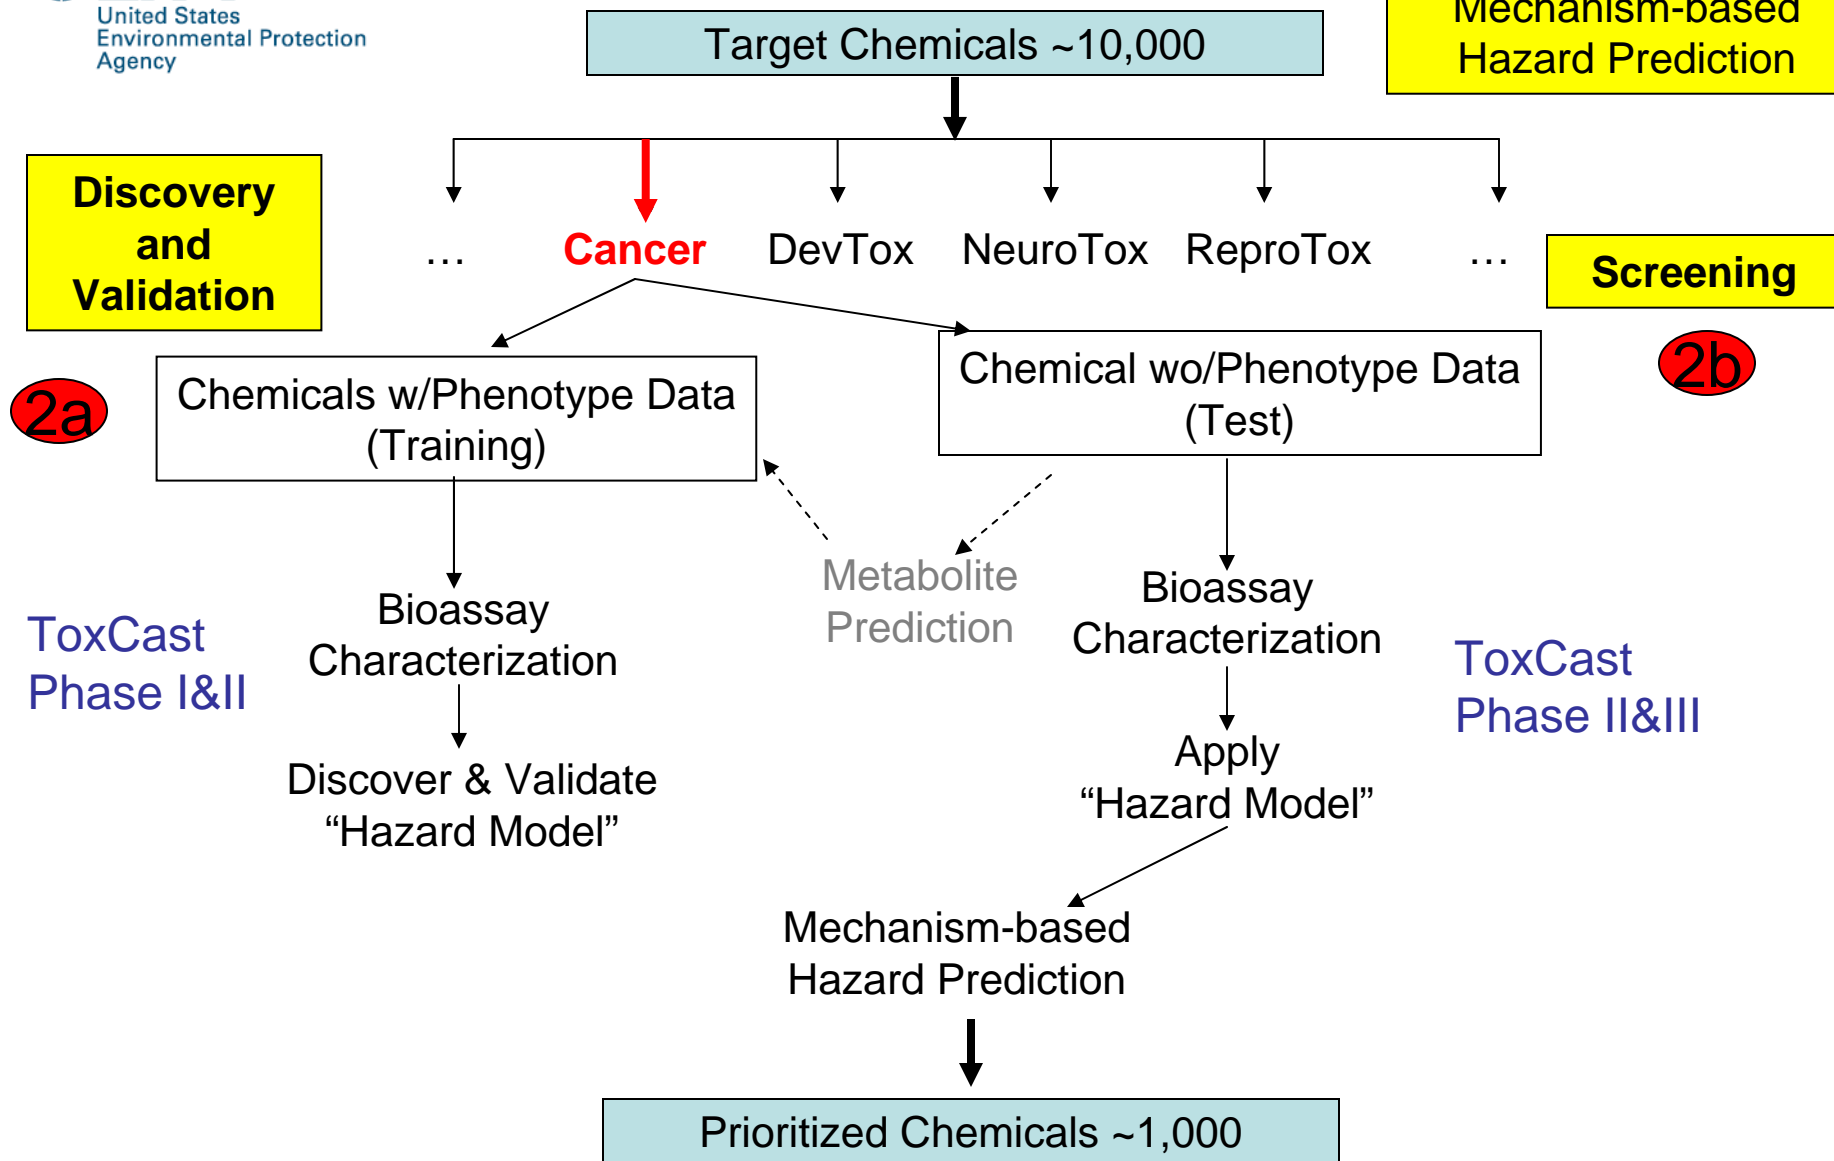 United States
Environmental Protection
Agency
Target Chemicals ~10,000
Mechanism-based
Hazard Prediction
Discovery
and
Validation
…
Cancer
DevTox
NeuroTox
ReproTox
…
Screening
2a
Chemicals w/Phenotype Data
(Training)
Chemical wo/Phenotype Data
(Test)
2b
Metabolite
Prediction
ToxCast
Phase I&II
Bioassay
Characterization
Bioassay
Characterization
ToxCast
Phase II&III
Discover & Validate
“Hazard Model”
Apply
“Hazard Model”
Mechanism-based
Hazard Prediction
Prioritized Chemicals ~1,000